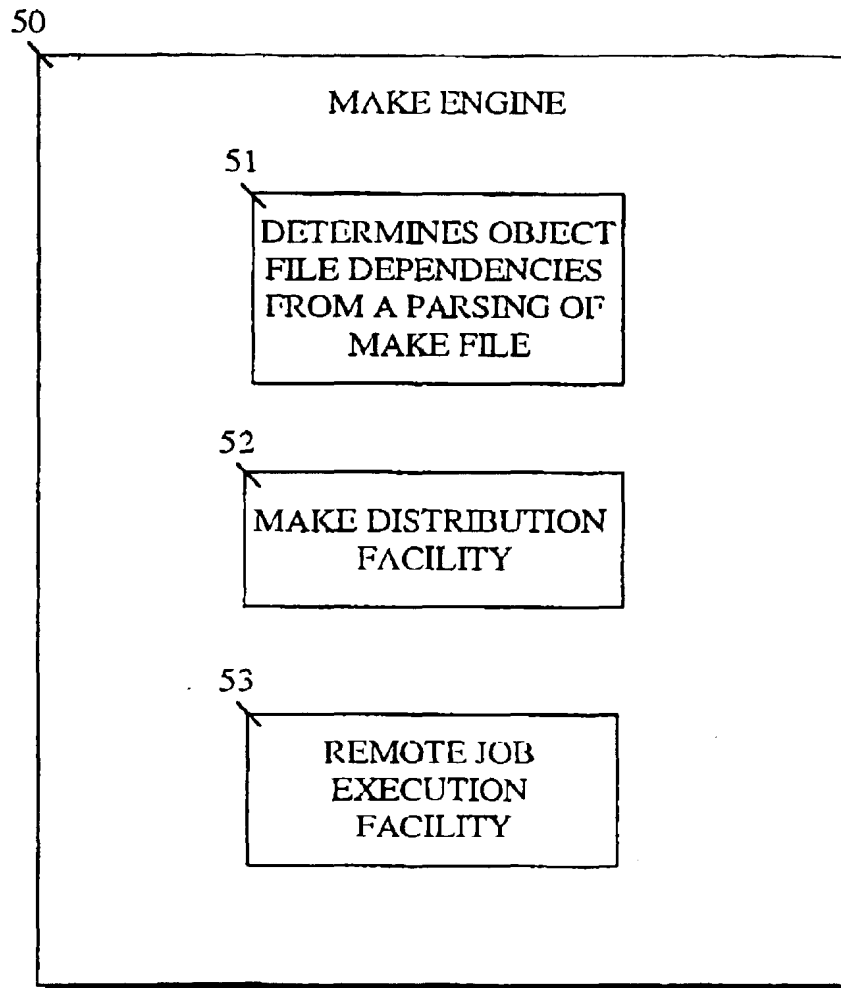 50
MAKE ENGINE
51
DETERMINES OBJECT
FILE DEPENDENCIES
FROM A PARSING OF
MAKE FILE
52
MAKE DISTRIBUTION
FACILITY
53
REMOTE JOB
EXECUTION
FACILITY